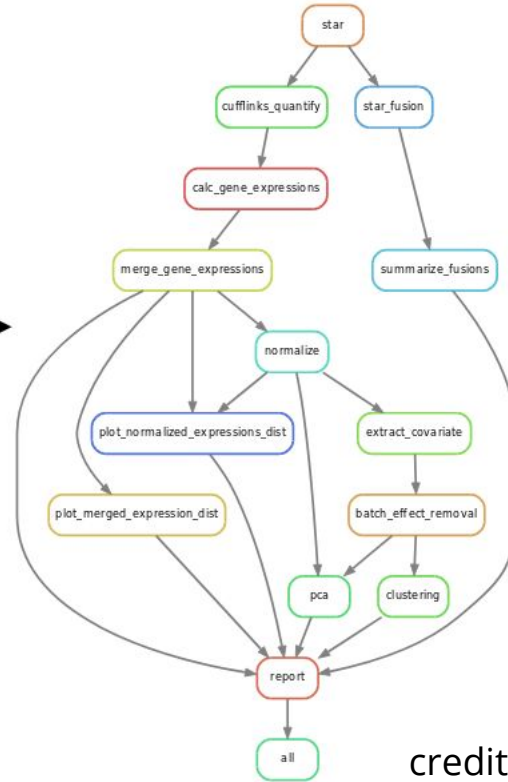 star
cufflinks_quantify
star_fusion
calc_gene_expressions
merge_gene_expressions
summarize_fusions
normalize
plot_normalized_expressions_dist
extract_covariate
plot_merged_expression_dist
batch_effect_removal
pca
clustering
report
all
credit